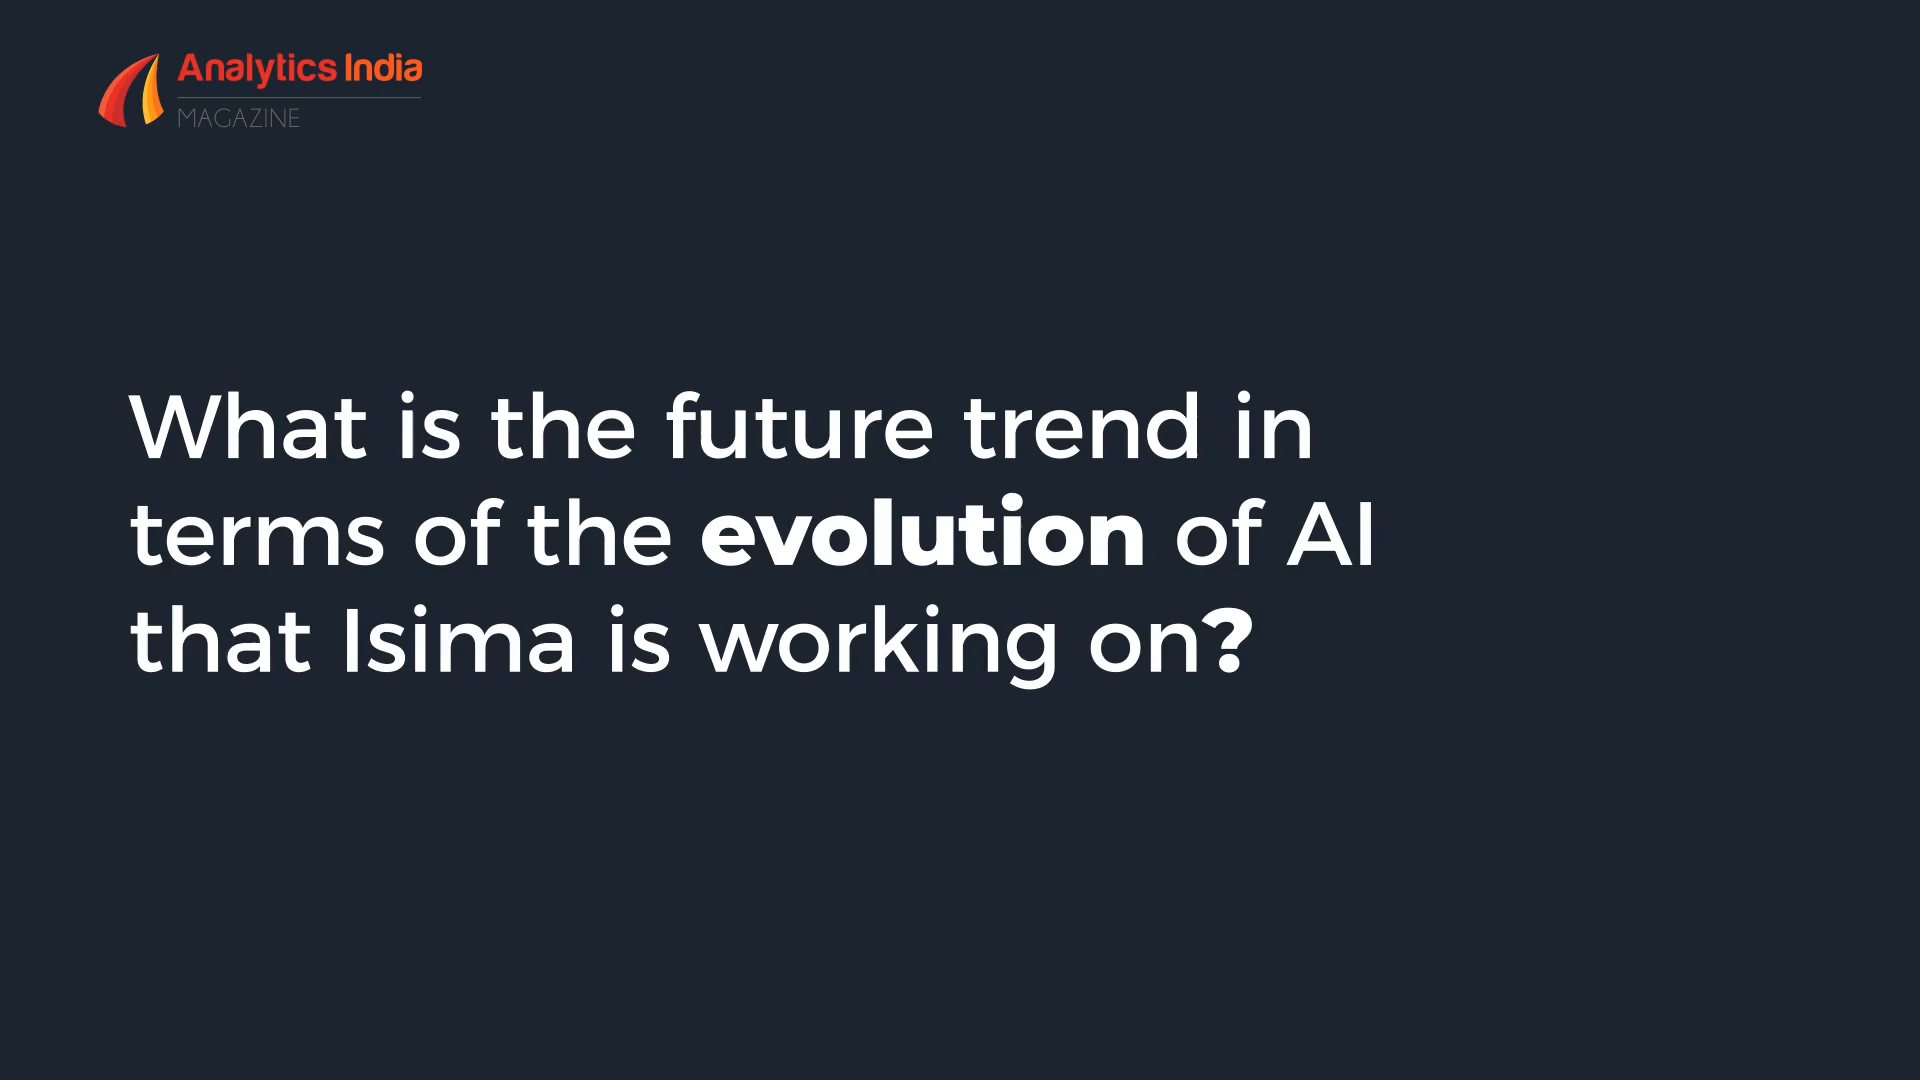 Analytics India
MAGAZINE
What is the future trend in
terms of the evolution of AI
that Isima is working on?